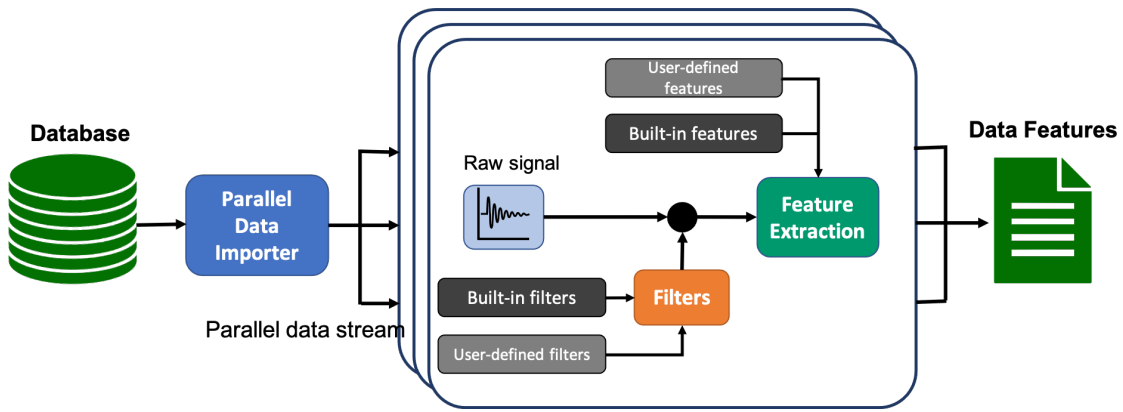 Database
Parallel
Data
Importer
Parallel data stream
User-defined
features
Built-in features
Raw signal
Feature
Extraction
Built-in filters
Filters
User-defined filters
Data Features